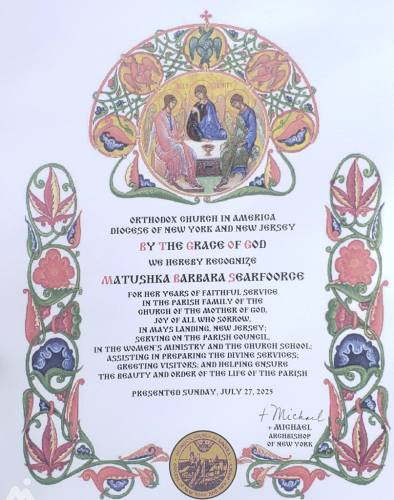 ORTHODOX CHURCH IN AMERICA
DIOCESE OF NEW YORK AND NEW JERSEY
BY THE GRACE OF GOD
WE HEREBY RECOGNIZE
MATUSHKA BARBARA SEARFOORCE
FOR HER YEARS OF FAITHFUL SERVICE
IN THE PARISH FAMILY OF THE
CHURCH OF THE MOTHER OF GOD,
JOY OF ALL WHO SORROW,
IN MAYS LANDING, NEW JERSEY;
SERVING ON THE PARISH COUNCIL,
IN THE WOMEN'S MINISTRY AND THE CHURCH SCHOOL;
ASSISTING IN PREPARING THE DIVINE SERVICES;
GREETING VISITORS; AND HELPING ENSURE
THE BEAUTY AND ORDER OF THE LIFE OF THE PARISH
PRESENTED SUNDAY, JULY 27, 2025
+ Michael
+ MICHAEL
ARCHBISHOP
OF NEW YORK